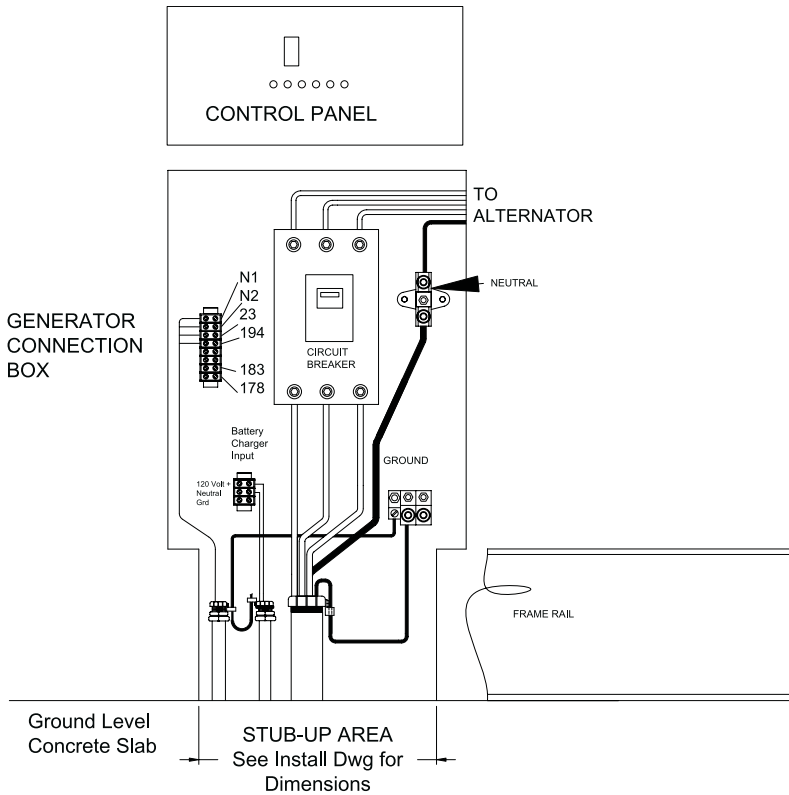 CONTROL PANEL
TO
ALTERNATOR
NEUTRAL
N1
N2
23
194
183
178
GENERATOR
CONNECTION
BOX
CIRCUIT
BREAKER
Battery
Charger
Input
GROUND
120 Volt +
Neutral
Grd
FRAME RAIL
Ground Level
Concrete Slab
STUB-UP AREA
See Install Dwg for
Dimensions